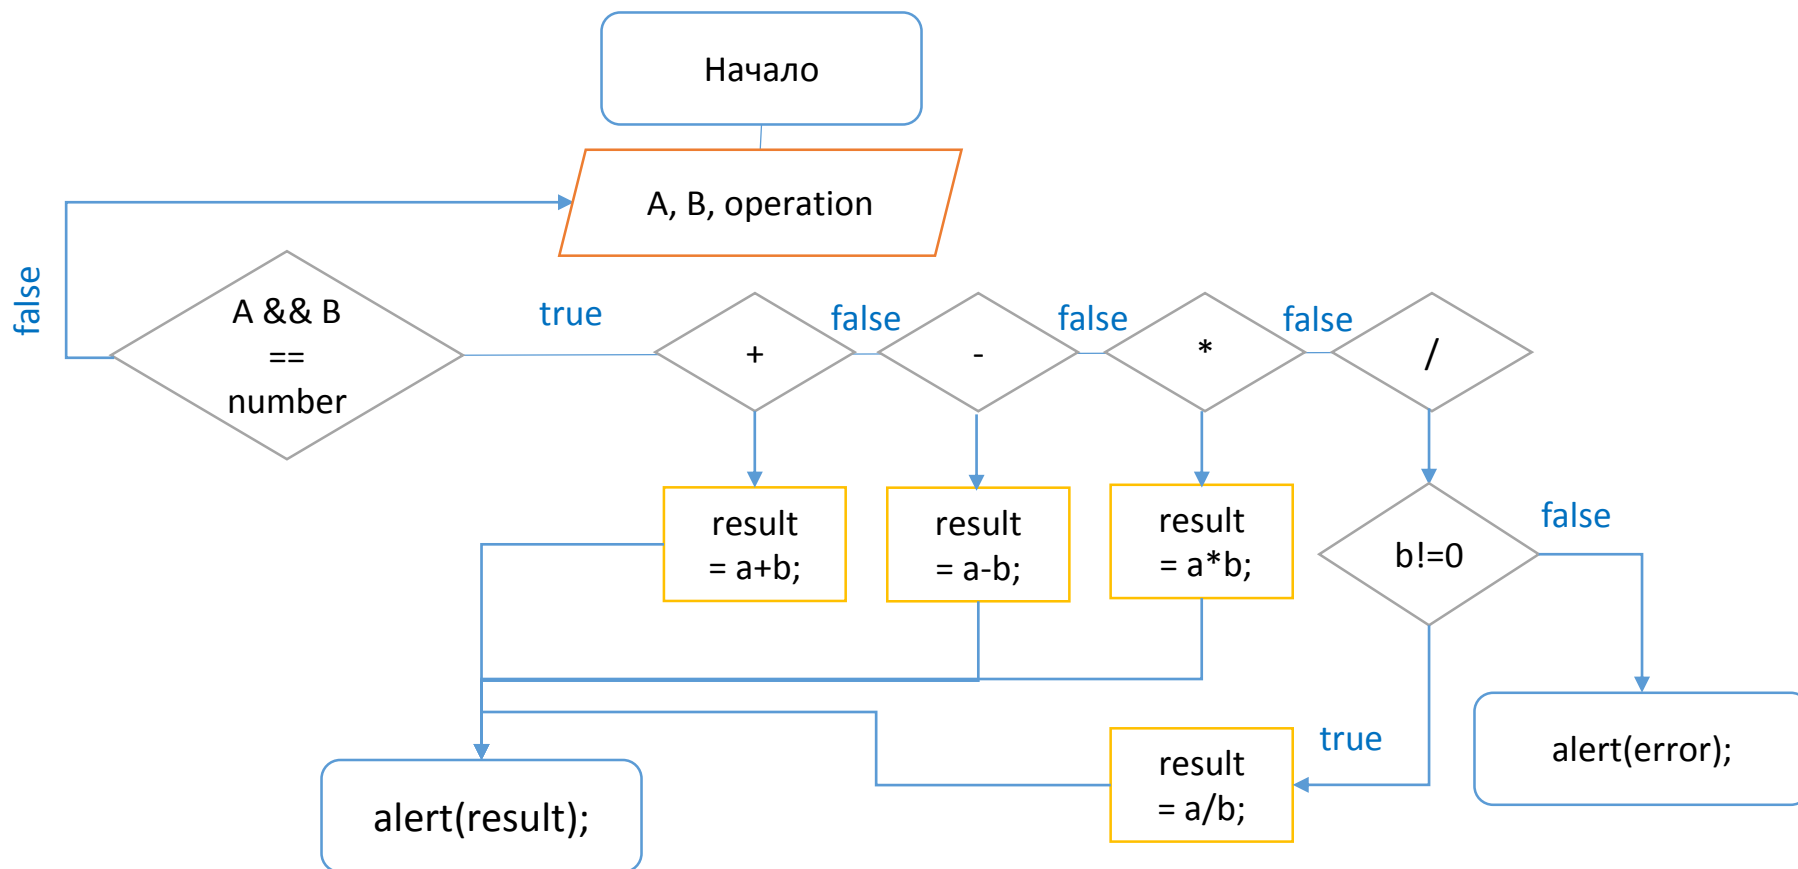 Начало
A, B, operation
false
A && B
==
number
true
+
false
-
false
*
false
/
result
= a+b;
result
= a-b;
result
= a*b;
b!=0
false
true
result
= a/b;
alert(error);
alert(result);